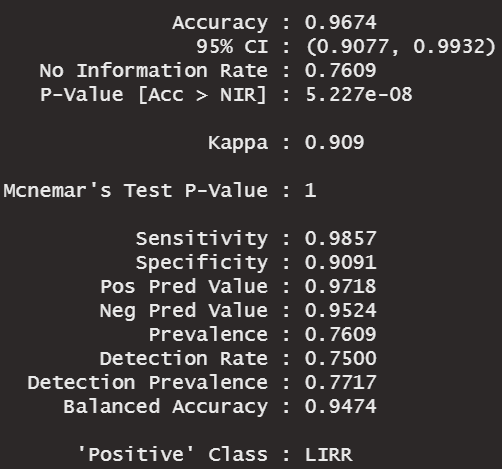 Accuracy : 0.9674
95% CI : (0.9077, 0.9932)
No Information Rate : 0.7609
P-Value [Acc > NIR] : 5.227e-08
Kappa : 0.909
Mcnemar's Test P-Value : 1
Sensitivity : 0.9857
Specificity : 0.9091
Pos Pred Value : 0.9718
Neg Pred Value : 0.9524
Prevalence : 0.7609
Detection Rate : 0.7500
Detection Prevalence : 0.7717
Balanced Accuracy : 0.9474
'Positive' Class : LIRR